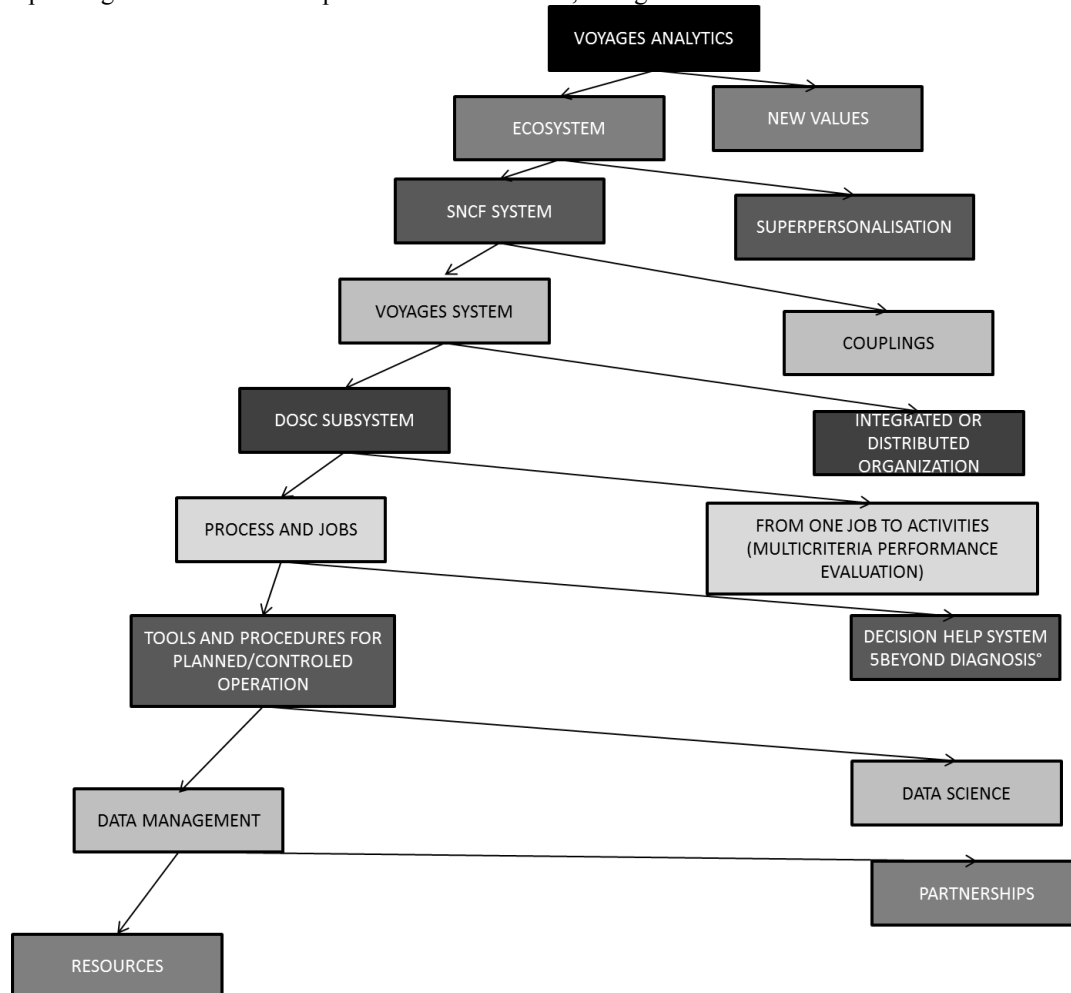 VOYAGES ANALYTICS
ECOSYSTEM
NEW VALUES
SNCF SYSTEM
SUPERPERSONALISATION
VOYAGES SYSTEM
COUPLINGS
DOSC SUBSYSTEM
INTEGRATED OR
DISTRIBUTED
ORGANIZATION
PROCESS AND JOBS
FROM ONE JOB TO ACTIVITIES
(MULTICRITERIA PERFORMANCE
EVALUATION)
TOOLS AND PROCEDURES FOR
PLANNED/CONTROLED
OPERATION
DECISION HELP SYSTEM
5BEYOND DIAGNOSIS°
DATA MANAGEMENT
DATA SCIENCE
PARTNERSHIPS
RESOURCES